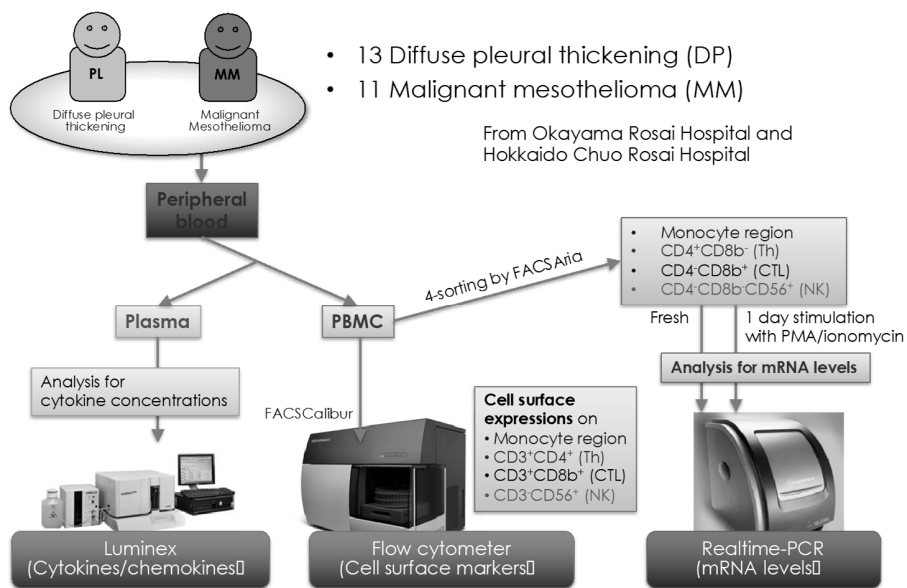 PL
MM
Diffuse pleural
thickening
Malignant
Mesothelioma
• 13 Diffuse pleural thickening (DP)
• 11 Malignant mesothelioma (MM)
From Okayama Rosai Hospital and
Hokkaido Chuo Rosai Hospital
Peripheral
blood
4-sorting by FACSAria
• Monocyte region
• CD4⁺CD8b⁻ (Th)
• CD4⁻CD8b⁺ (CTL)
• CD4⁻CD8b⁻CD56⁺ (NK)
Plasma
PBMC
Fresh
1 day stimulation
with PMA/ionomycin
Analysis for
cytokine concentrations
Analysis for mRNA levels
FACSCalibur
Cell surface
expressions on
• Monocyte region
• CD3⁺CD4⁺ (Th)
• CD3⁺CD8b⁺ (CTL)
• CD3⁻CD56⁺ (NK)
Luminex
(Cytokines/chemokines▯
Flow cytometer
(Cell surface markers▯
Realtime-PCR
(mRNA levels▯